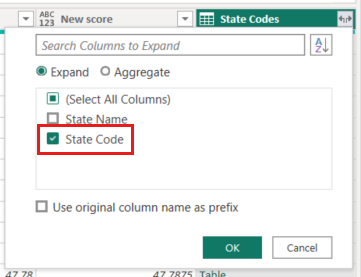 ABC 123 New score State Codes
Search Columns to Expand
Expand Aggregate
(Select All Columns)
State Name
State Code
Use original column name as prefix
OK Cancel
47.78 47.7875 Table